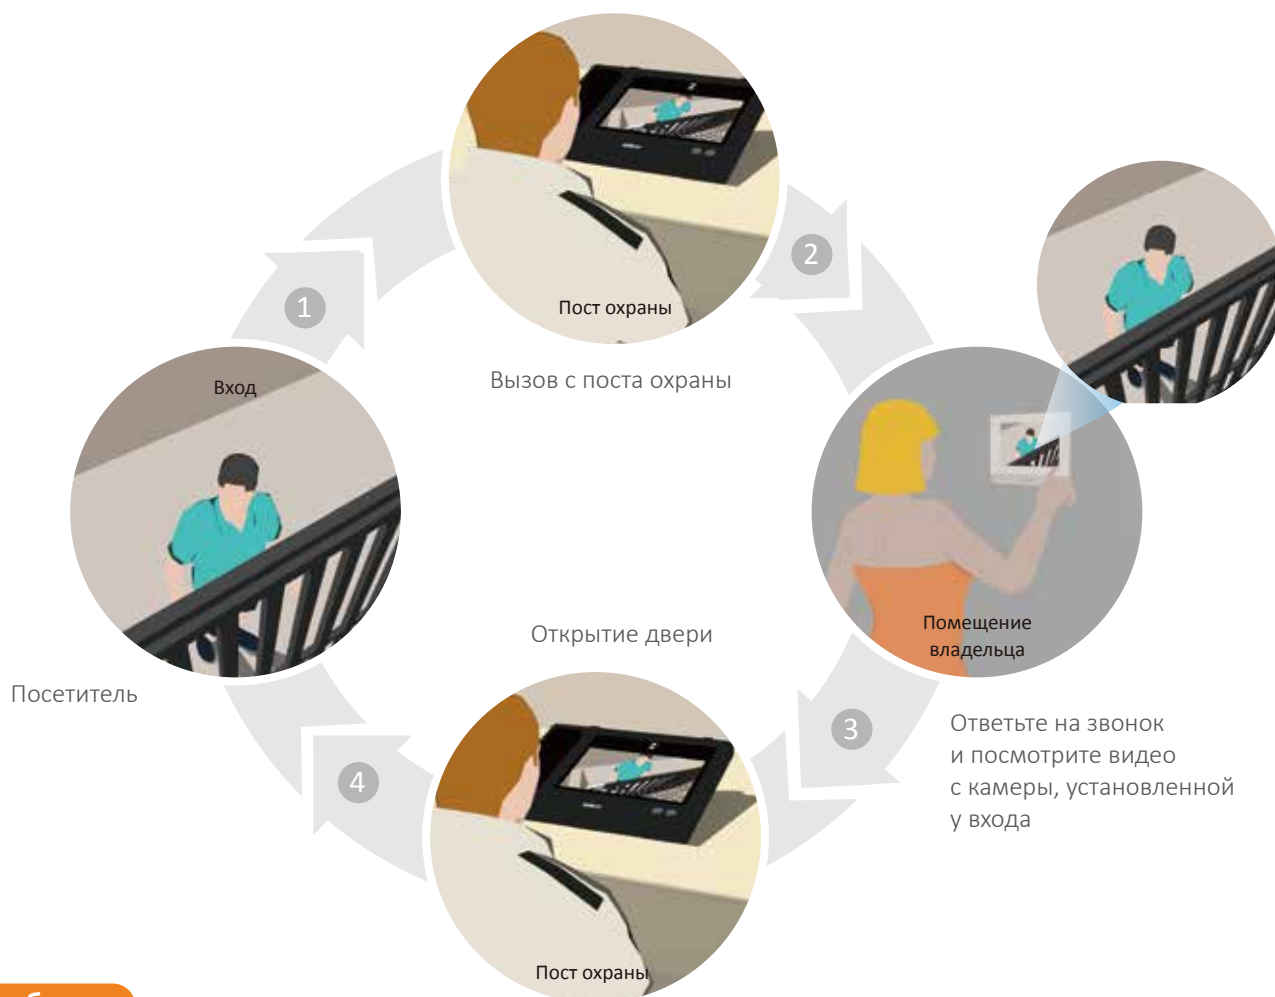 Пост охраны
2
1
Вызов с поста охраны
Вход
Помещение
владельца
Открытие двери
Посетитель
3
Ответьте на звонок
и посмотрите видео
с камеры, установленной
у входа
4
Пост охраны